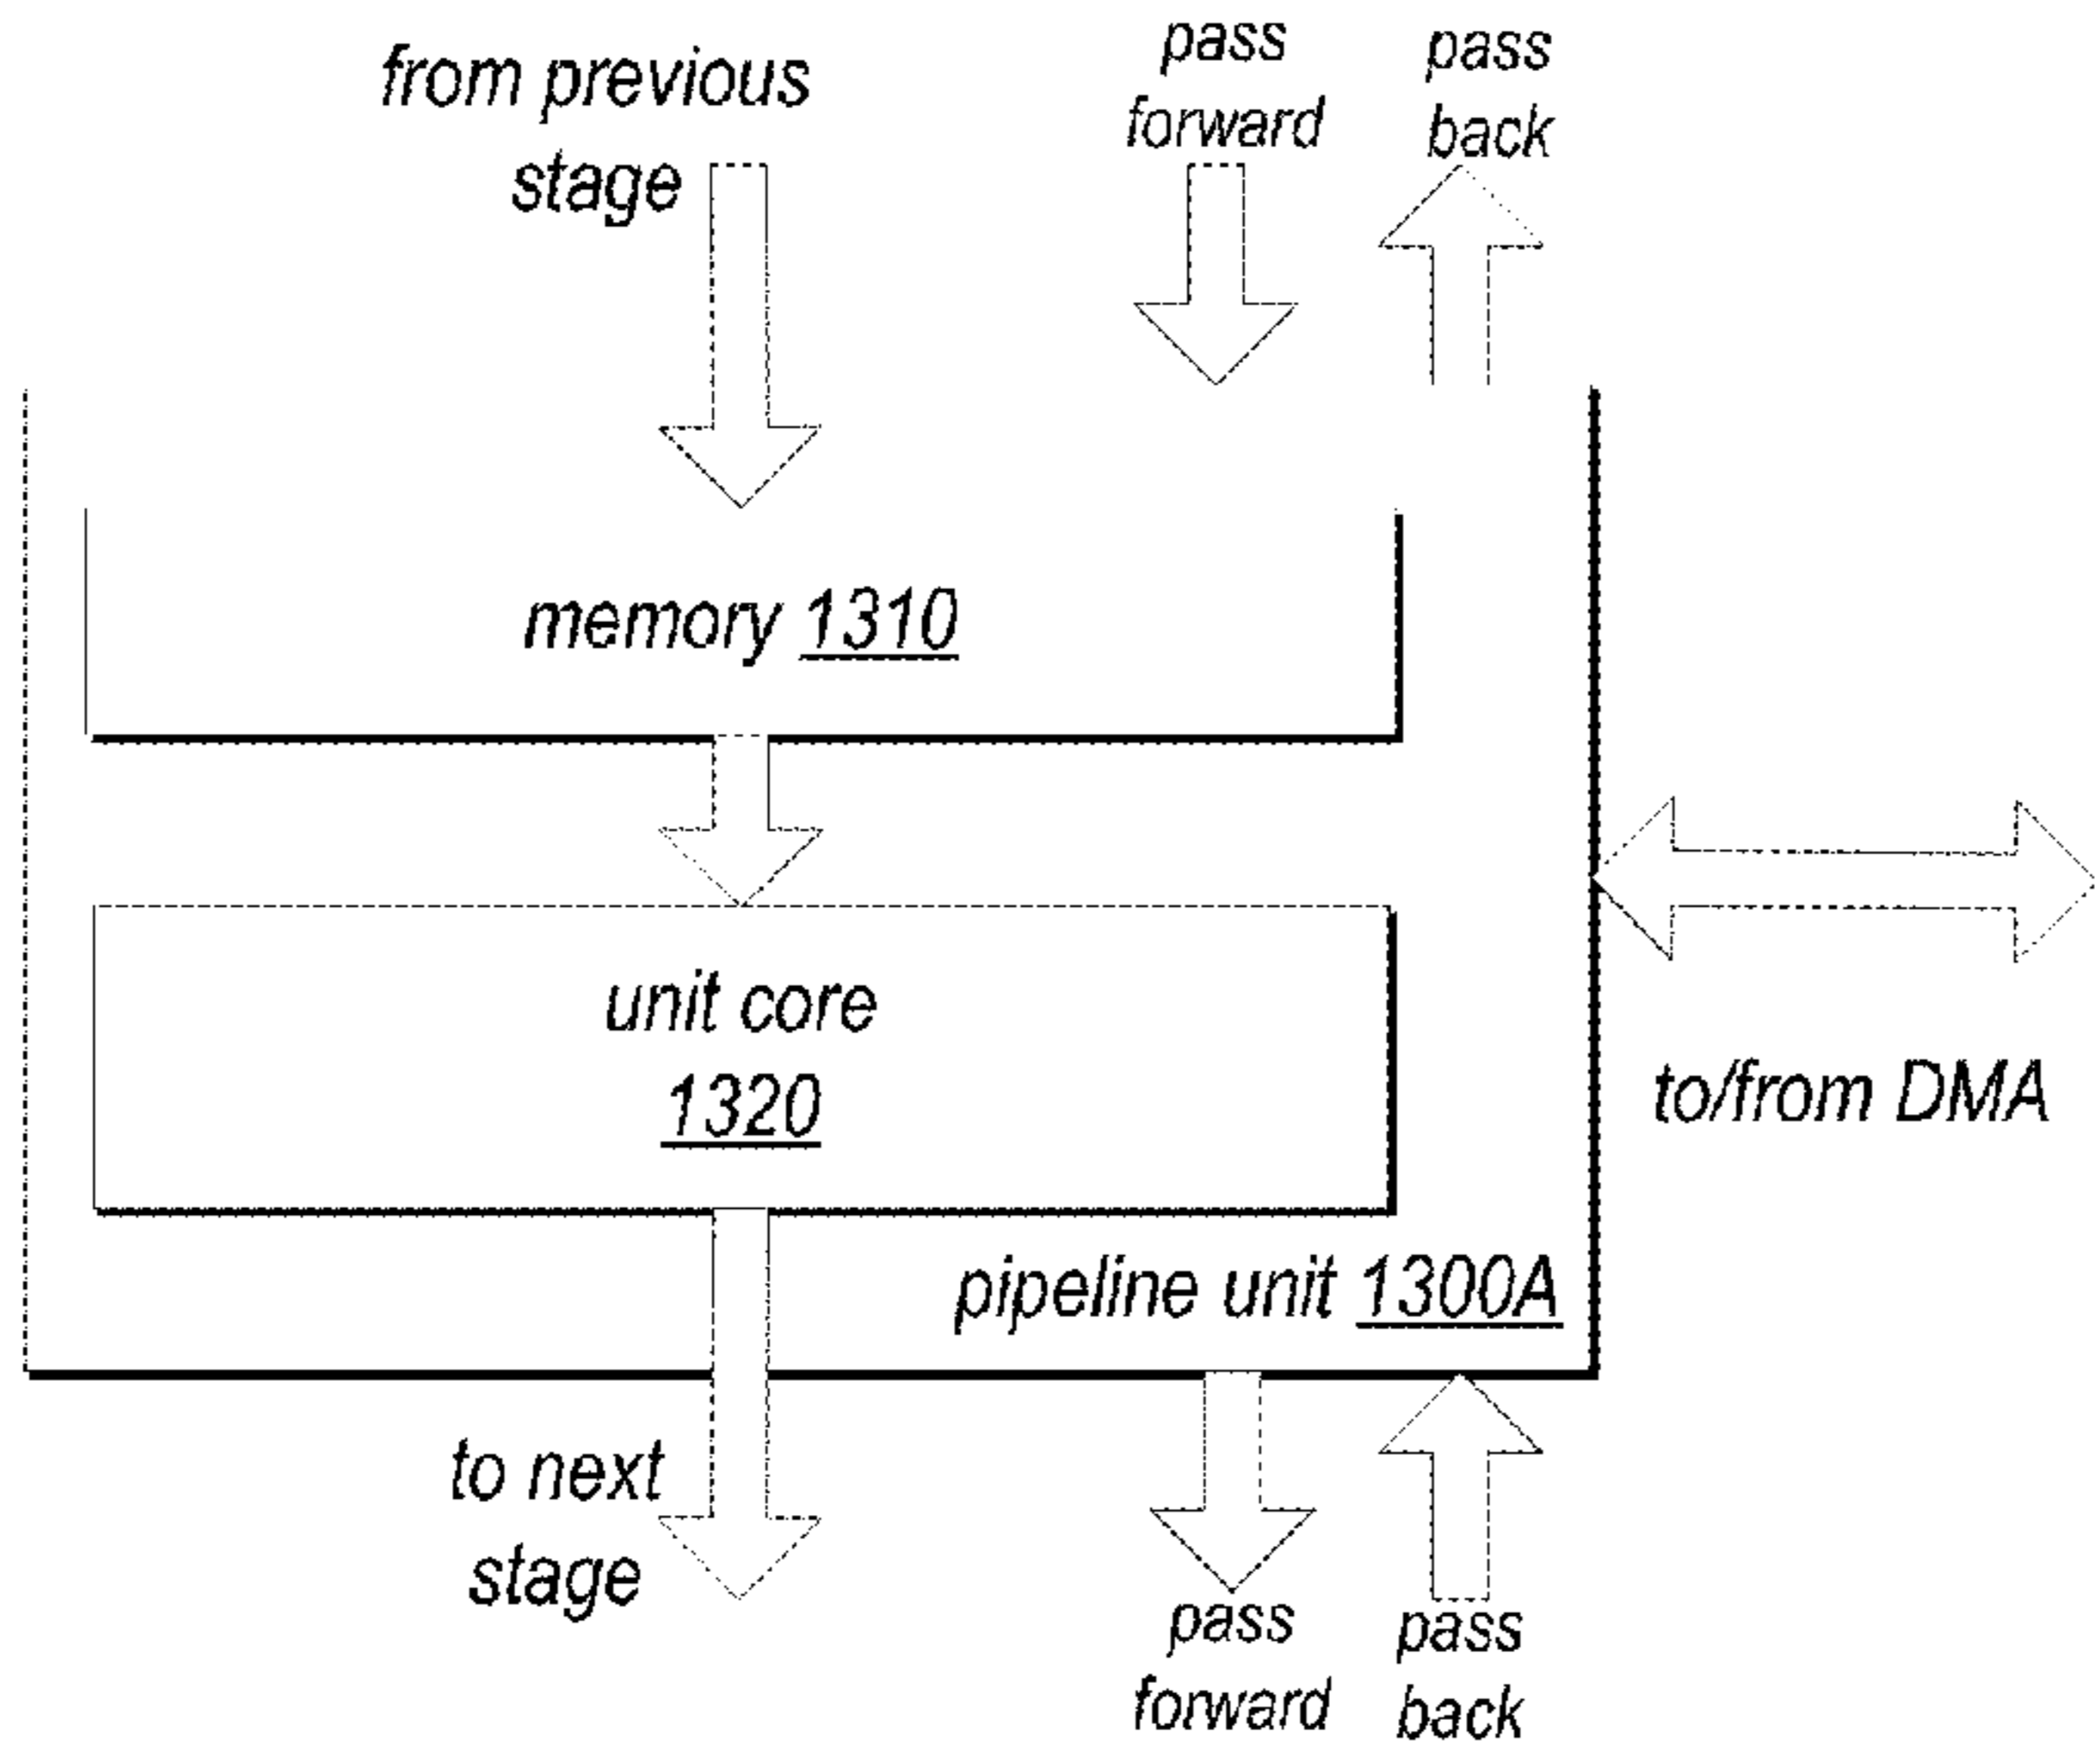 from previous
stage
pass
forward
pass
back
memory 1310
unit core
1320
to/from DMA
pipeline unit 1300A
to next
stage
pass
forward
pass
back